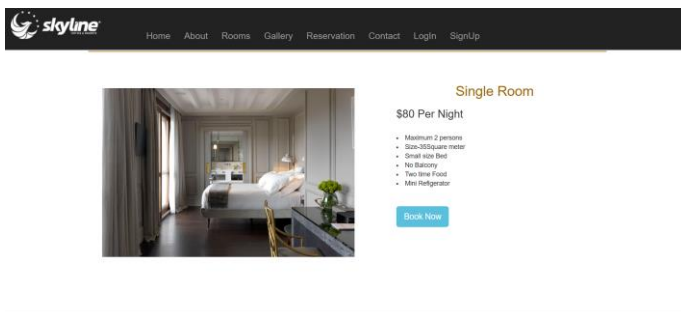 skyline
Home About Rooms Gallery Reservation Contact LogIn SignUp
Single Room
$80 Per Night
Maximum 2 persons
Size-35Square meter
Small size Bed
No Balcony
Two time Food
Mini Refigerator
Book Now